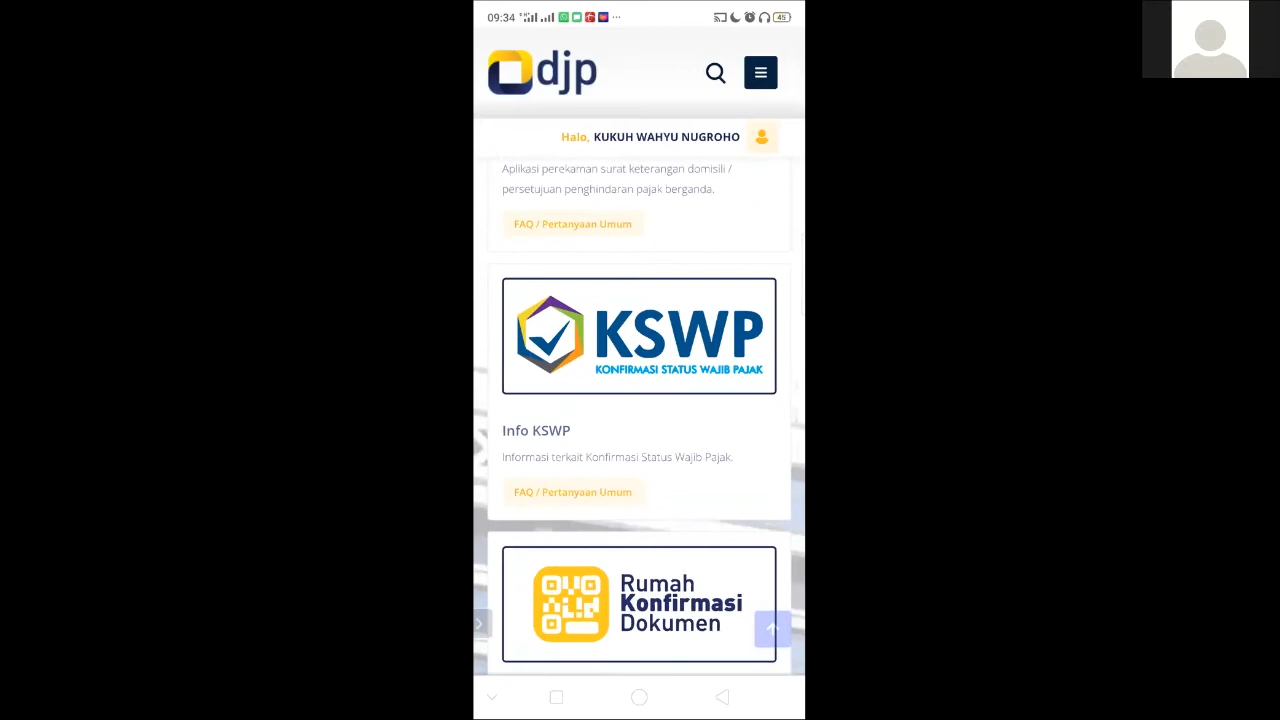 09:34
45
djp
Halo, KUKUH WAHYU NUGROHO
Aplikasi perekaman surat keterangan domisili /
persetujuan penghindaran pajak berganda.
FAQ / Pertanyaan Umum
KSWP
KONFIRMASI STATUS WAJIB PAJAK
Info KSWP
Informasi terkait Konfirmasi Status Wajib Pajak.
FAQ / Pertanyaan Umum
Rumah
Konfirmasi
Dokumen